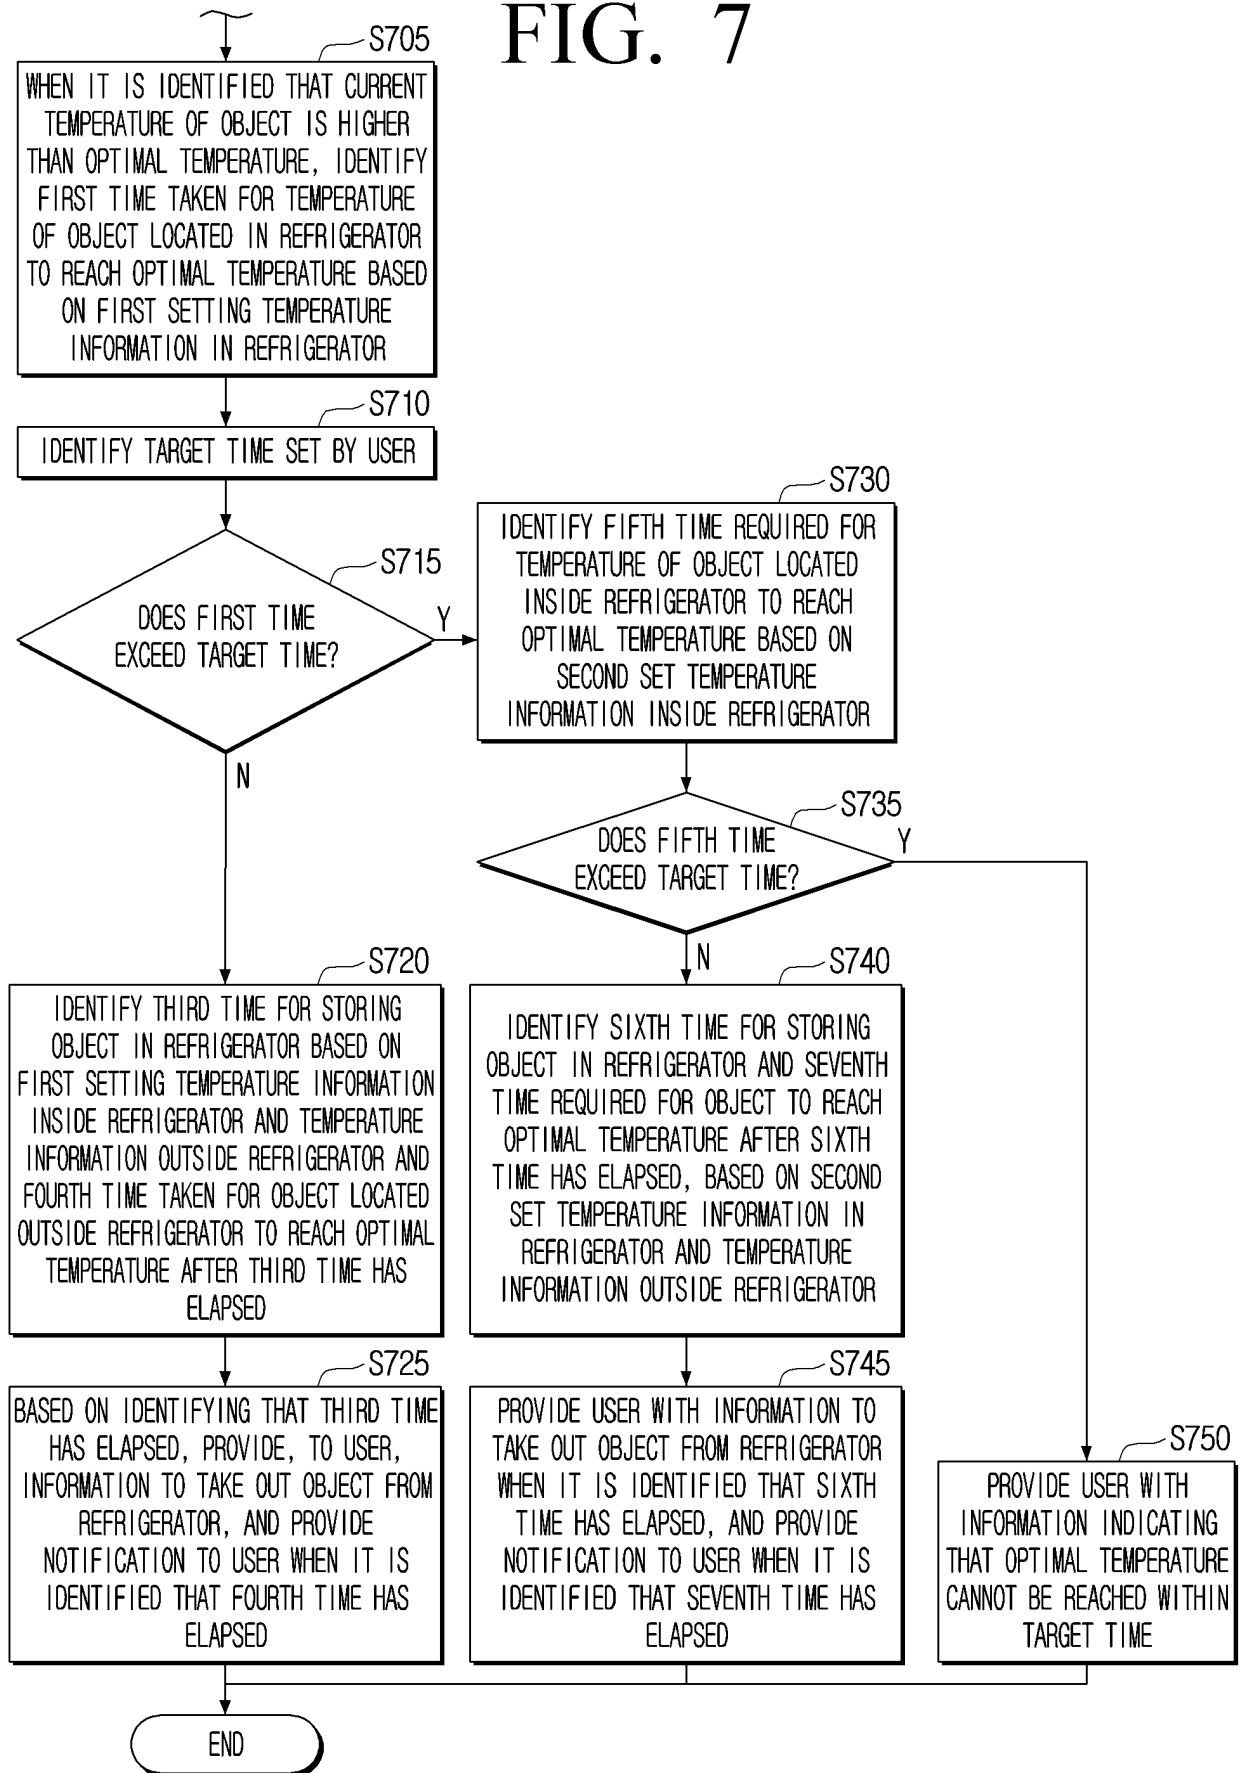 FIG. 7
S705
WHEN IT IS IDENTIFIED THAT CURRENT
TEMPERATURE OF OBJECT IS HIGHER
THAN OPTIMAL TEMPERATURE, IDENTIFY
FIRST TIME TAKEN FOR TEMPERATURE
OF OBJECT LOCATED IN REFRIGERATOR
TO REACH OPTIMAL TEMPERATURE BASED
ON FIRST SETTING TEMPERATURE
INFORMATION IN REFRIGERATOR
S710
IDENTIFY TARGET TIME SET BY USER
S715
DOES FIRST TIME
EXCEED TARGET TIME?
Y
N
S730
IDENTIFY FIFTH TIME REQUIRED FOR
TEMPERATURE OF OBJECT LOCATED
INSIDE REFRIGERATOR TO REACH
OPTIMAL TEMPERATURE BASED ON
SECOND SET TEMPERATURE
INFORMATION INSIDE REFRIGERATOR
S735
DOES FIFTH TIME
EXCEED TARGET TIME?
Y
N
S720
IDENTIFY THIRD TIME FOR STORING
OBJECT IN REFRIGERATOR BASED ON
FIRST SETTING TEMPERATURE INFORMATION
INSIDE REFRIGERATOR AND TEMPERATURE
INFORMATION OUTSIDE REFRIGERATOR AND
FOURTH TIME TAKEN FOR OBJECT LOCATED
OUTSIDE REFRIGERATOR TO REACH OPTIMAL
TEMPERATURE AFTER THIRD TIME HAS
ELAPSED
S740
IDENTIFY SIXTH TIME FOR STORING
OBJECT IN REFRIGERATOR AND SEVENTH
TIME REQUIRED FOR OBJECT TO REACH
OPTIMAL TEMPERATURE AFTER SIXTH
TIME HAS ELAPSED, BASED ON SECOND
SET TEMPERATURE INFORMATION IN
REFRIGERATOR AND TEMPERATURE
INFORMATION OUTSIDE REFRIGERATOR
S725
BASED ON IDENTIFYING THAT THIRD TIME
HAS ELAPSED, PROVIDE, TO USER,
INFORMATION TO TAKE OUT OBJECT FROM
REFRIGERATOR, AND PROVIDE
NOTIFICATION TO USER WHEN IT IS
IDENTIFIED THAT FOURTH TIME HAS
ELAPSED
S745
PROVIDE USER WITH INFORMATION TO
TAKE OUT OBJECT FROM REFRIGERATOR
WHEN IT IS IDENTIFIED THAT SIXTH
TIME HAS ELAPSED, AND PROVIDE
NOTIFICATION TO USER WHEN IT IS
IDENTIFIED THAT SEVENTH TIME HAS
ELAPSED
S750
PROVIDE USER WITH
INFORMATION INDICATING
THAT OPTIMAL TEMPERATURE
CANNOT BE REACHED WITHIN
TARGET TIME
END